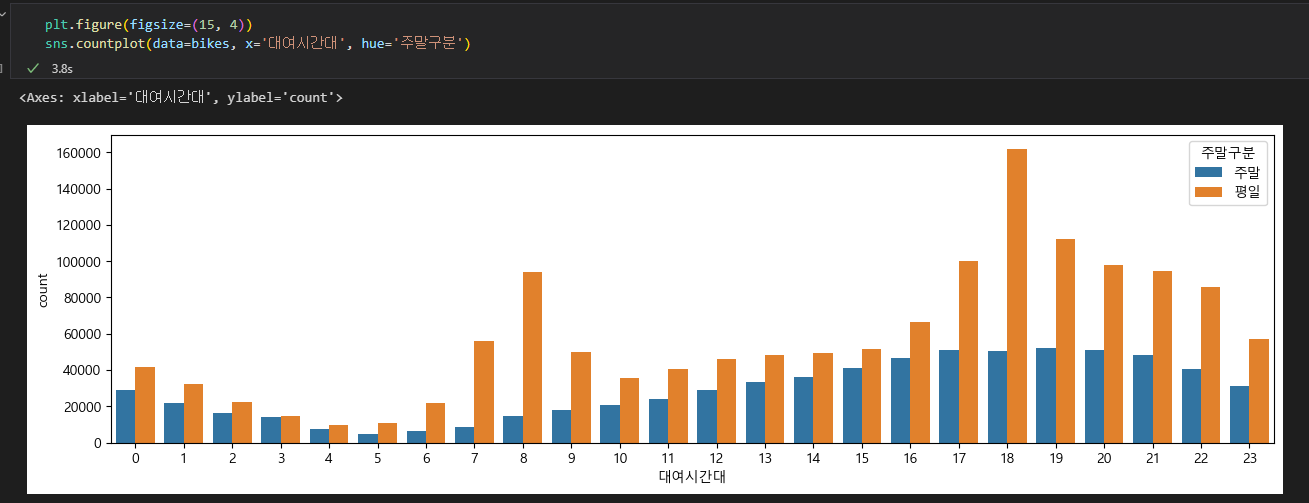 plt.figure(figsize=(15, 4))
sns.countplot(data=bikes, x='대여시간대', hue='주말구분')
3.8s
<Axes: xlabel='대여시간대', ylabel='count'>
주말구분
주말
평일
160000
140000
120000
100000
80000
60000
40000
20000
0
count
0 1 2 3 4 5 6 7 8 9 10 11 12 13 14 15 16 17 18 19 20 21 22 23
대여시간대